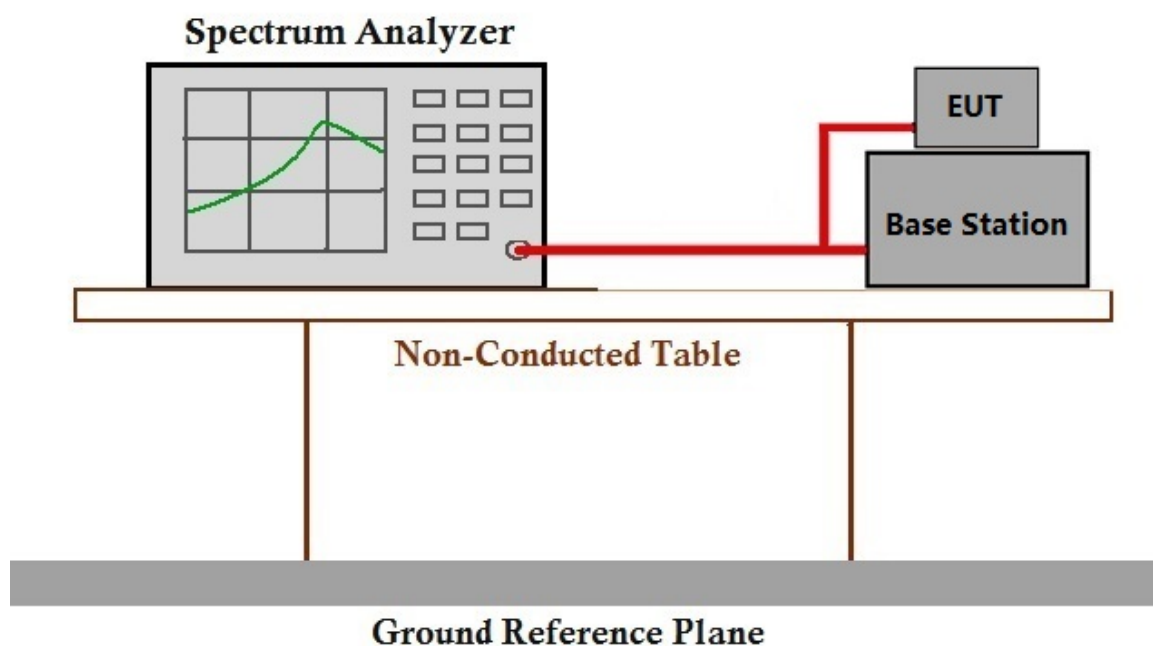 Spectrum Analyzer
EUT
Base Station
Non-Conducted Table
Ground Reference Plane